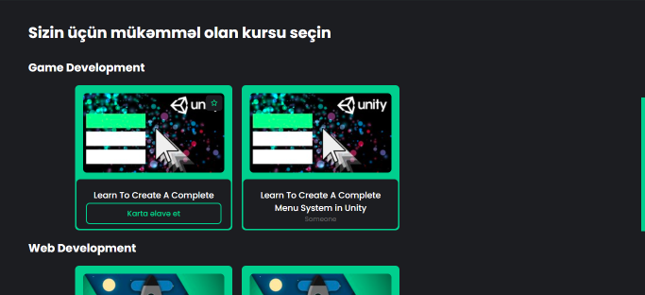 Sizin üçün mükəmməl olan kursu seçin
Game Development
unity
Learn To Create A Complete
Karta əlavə et
Learn To Create A Complete
Menu System in Unity
Someone
Web Development